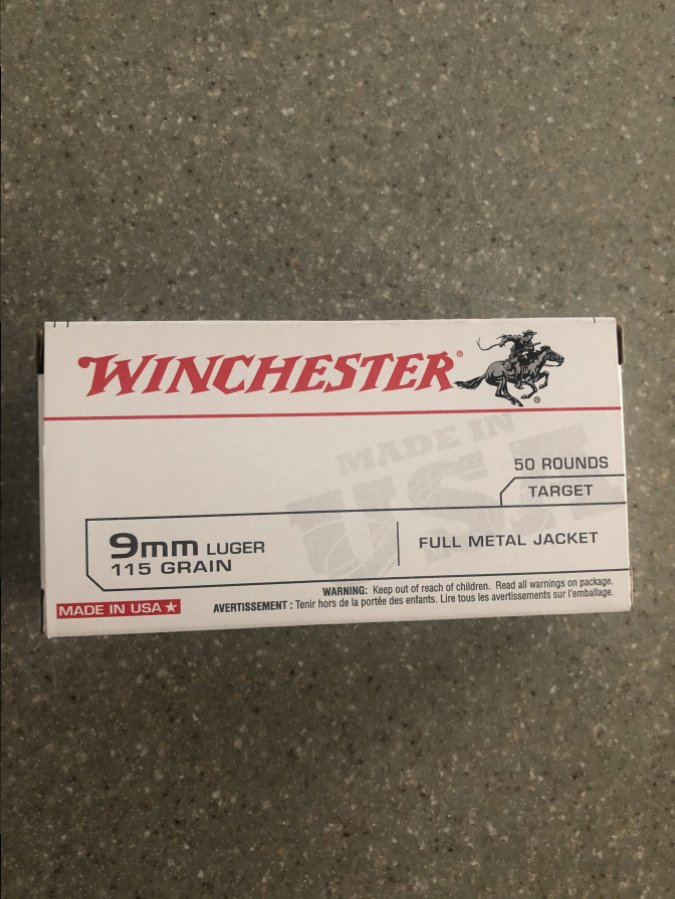 WINCHESTER®
®
MADE IN
USA
50 ROUNDS
TARGET
9mm LUGER
115 GRAIN
FULL METAL JACKET
WARNING: Keep out of reach of children. Read all warnings on package.
AVERTISSEMENT : Tenir hors de la portée des enfants. Lire tous les avertissements sur l'emballage.
MADE IN USA ★